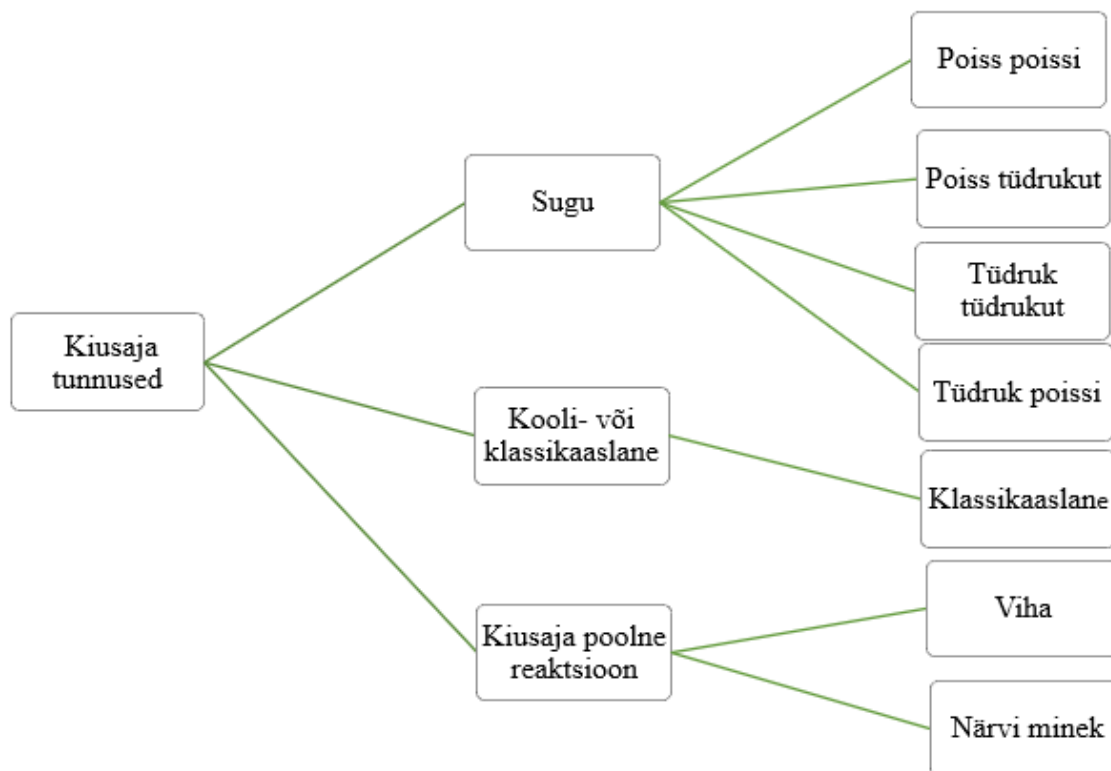 Kiusaja
tunnused
Sugu
Kooli- või
klassikaaslane
Kiusaja poolne
reaktsioon
Poiss poissi
Poiss tüdrukut
Tüdruk
tüdrukut
Tüdruk poissi
Klassikaaslane
Viha
Närvi minek